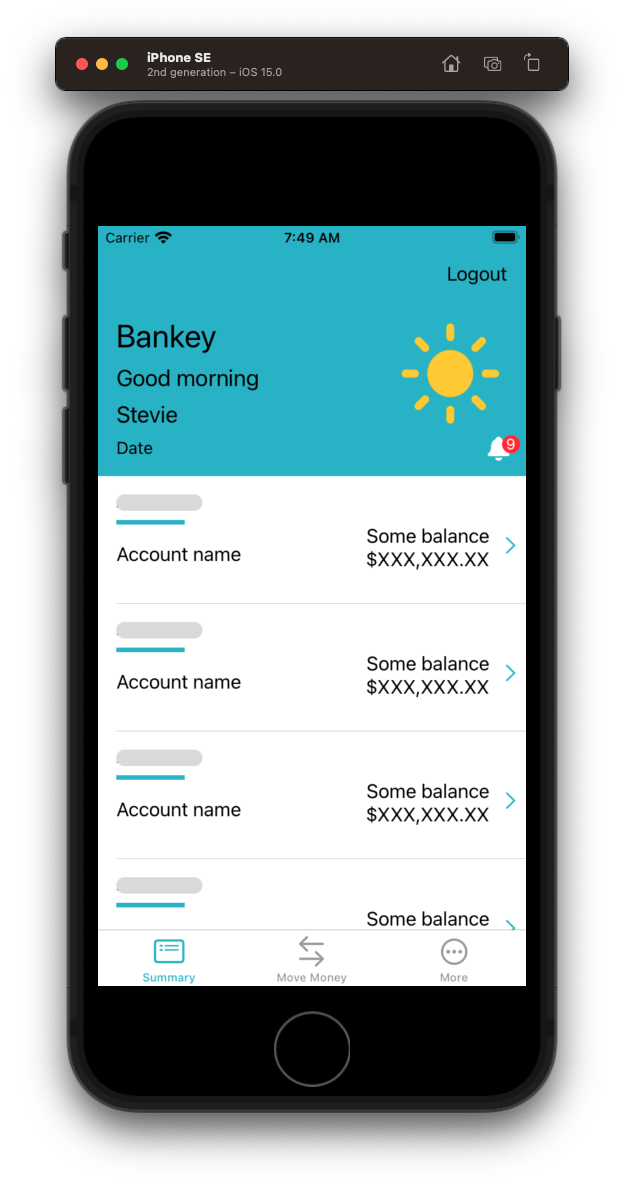 iPhone SE
2nd generation – iOS 15.0
Carrier 7:49 AM
Logout
Bankey
Good morning
Stevie
Date
9
Some balance
Account name
$XXX,XXX.XX
Some balance
Account name
$XXX,XXX.XX
Some balance
Account name
$XXX,XXX.XX
Some balance
Summary Move Money More